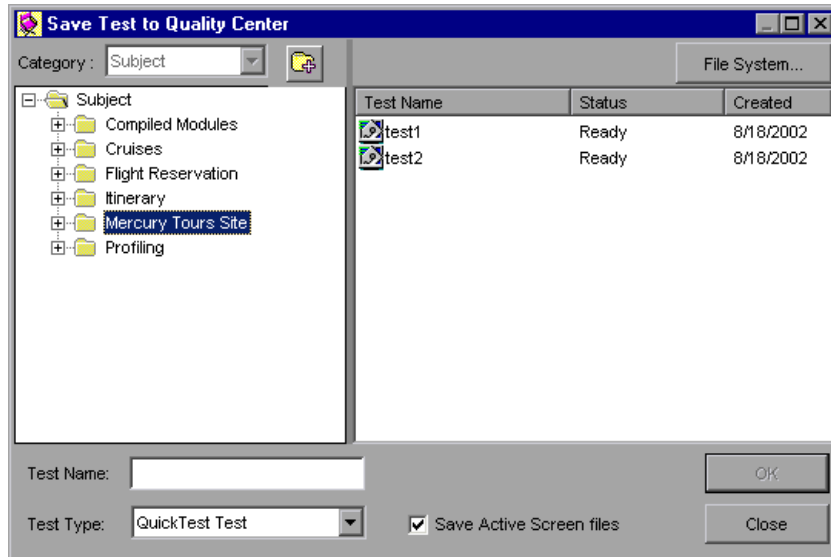 Save Test to Quality Center
Category : Subject
File System...
Subject
Compiled Modules
Cruises
Flight Reservation
Itinerary
Mercury Tours Site
Profiling
Test Name Status Created
test1 Ready 8/18/2002
test2 Ready 8/18/2002
Test Name:
OK
Test Type: QuickTest Test
Save Active Screen files
Close